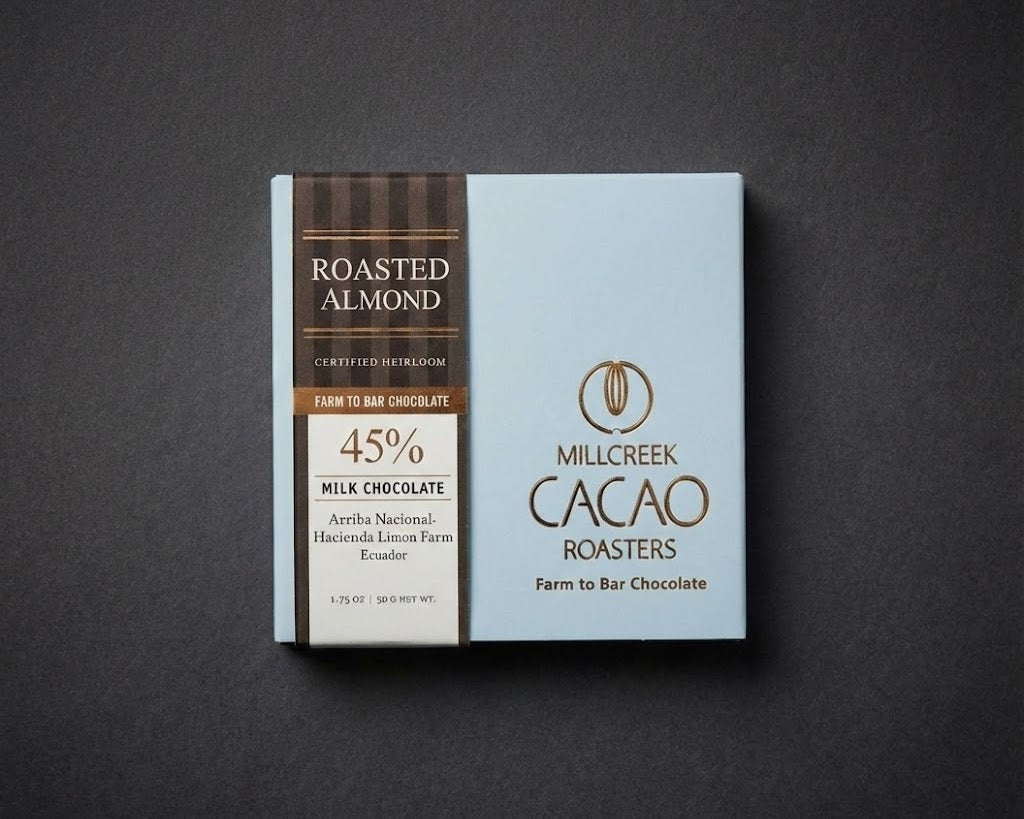 ROASTED
ALMOND
CERTIFIED HEIRLOOM
FARM TO BAR CHOCOLATE
45%
MILK CHOCOLATE
Arriba Nacional-
Hacienda Limon Farm
Ecuador
1.75 OZ | 50 G NET WT.
MILLCREEK
CACAO
ROASTERS
Farm to Bar Chocolate